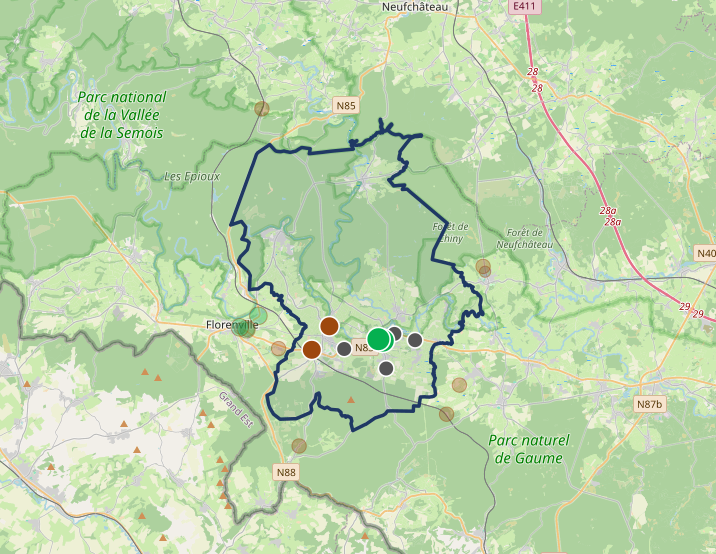 Neufchâteau
E411
28
28
Parc national
de la Vallée
de la Semois
N85
Les Epioux
28a
28a
Forêt de
Chiny
Forêt de
Neufchâteau
N40
29
29
Florenville
N83
N87b
Grand Est
Parc naturel
de Gaume
N88